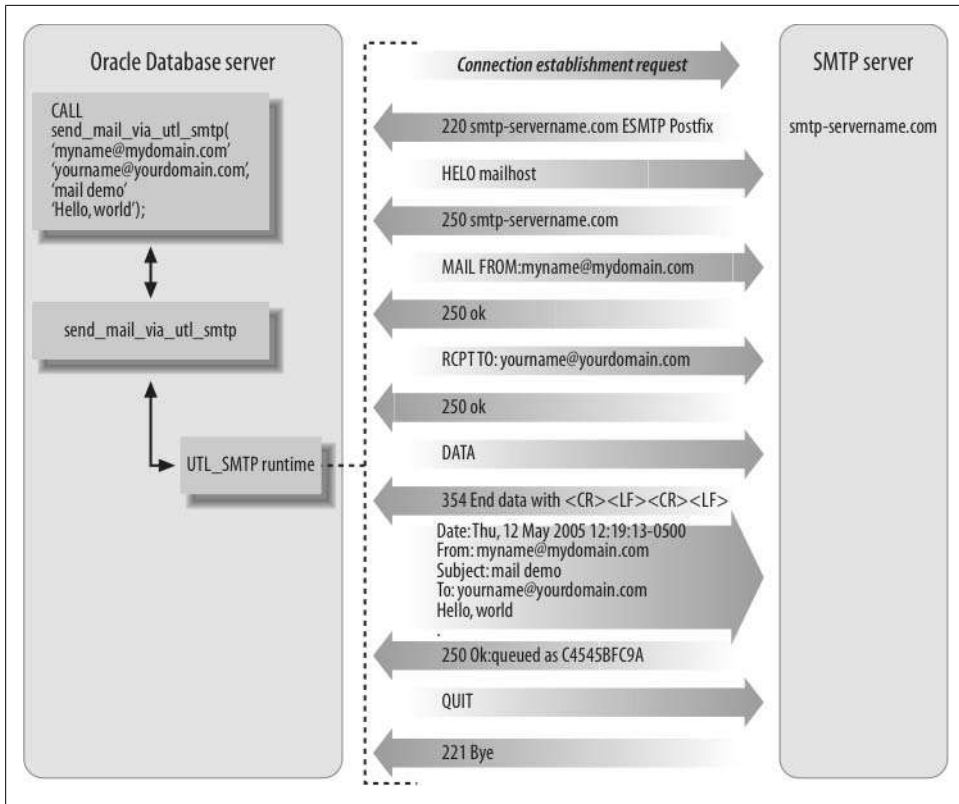 Oracle Database server
CALL
send_mail_via_utl_smtp(
‘myname@mydomain.com’
‘yourname@yourdomain.com’,
‘mail demo’
‘Hello, world’);
send_mail_via_utl_smtp
UTL_SMTP runtime
Connection establishment request
220 smtp-servername.com ESMTP Postfix
HELO mailhost
250 smtp-servername.com
MAIL FROM:myname@mydomain.com
250 ok
RCPT TO: yourname@yourdomain.com
250 ok
DATA
354 End data with <CR><LF><CR><LF>
Date: Thu, 12 May 2005 12:19:13-0500
From: myname@mydomain.com
Subject: mail demo
To: yourname@yourdomain.com
Hello, world
.
250 Ok:queued as C4545BFC9A
QUIT
221 Bye
SMTP server
smtp-servername.com